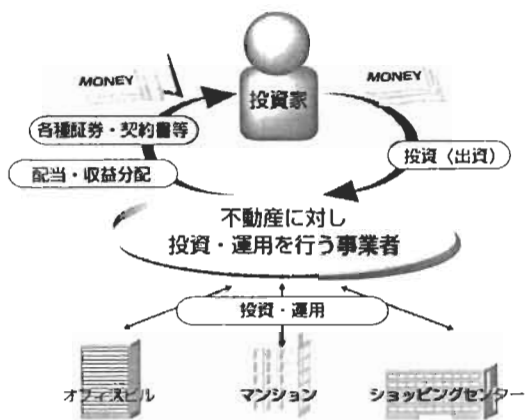 MONEY
MONEY
投資家
各種証券・契約書等
投資（出資）
配当・収益分配
不動産に対し
投資・運用を行う事業者
投資・運用
オフィスビル
マンション
ショッピングセンター